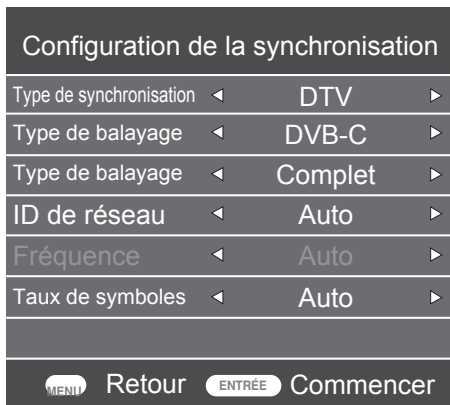 Configuration de la synchronisation
Type de synchronisation DTV
Type de balayage DVB-C
Type de balayage Complet
ID de réseau Auto
Fréquence Auto
Taux de symboles Auto
MENU Retour ENTRÉE Commencer